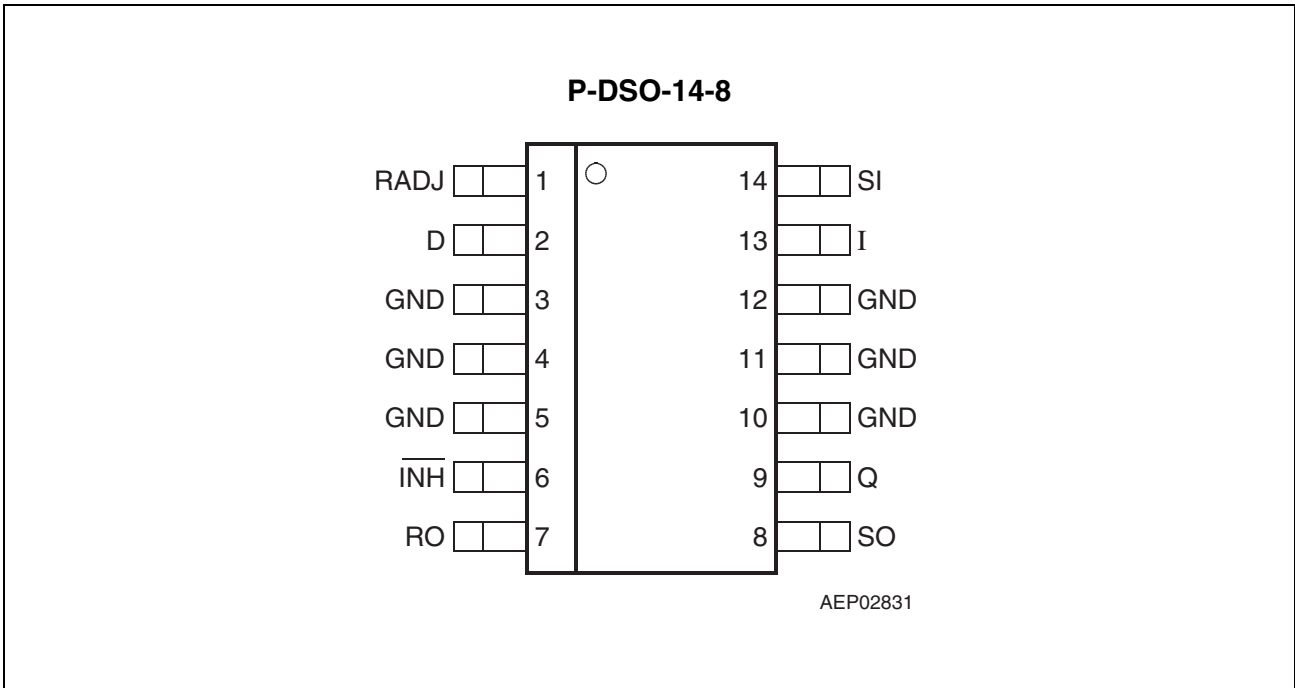 P-DSO-14-8
RADJ 1 14 SI
D 2 13 I
GND 3 12 GND
GND 4 11 GND
GND 5 10 GND
I̅N̅H̅ 6 9 Q
RO 7 8 SO
AEP02831